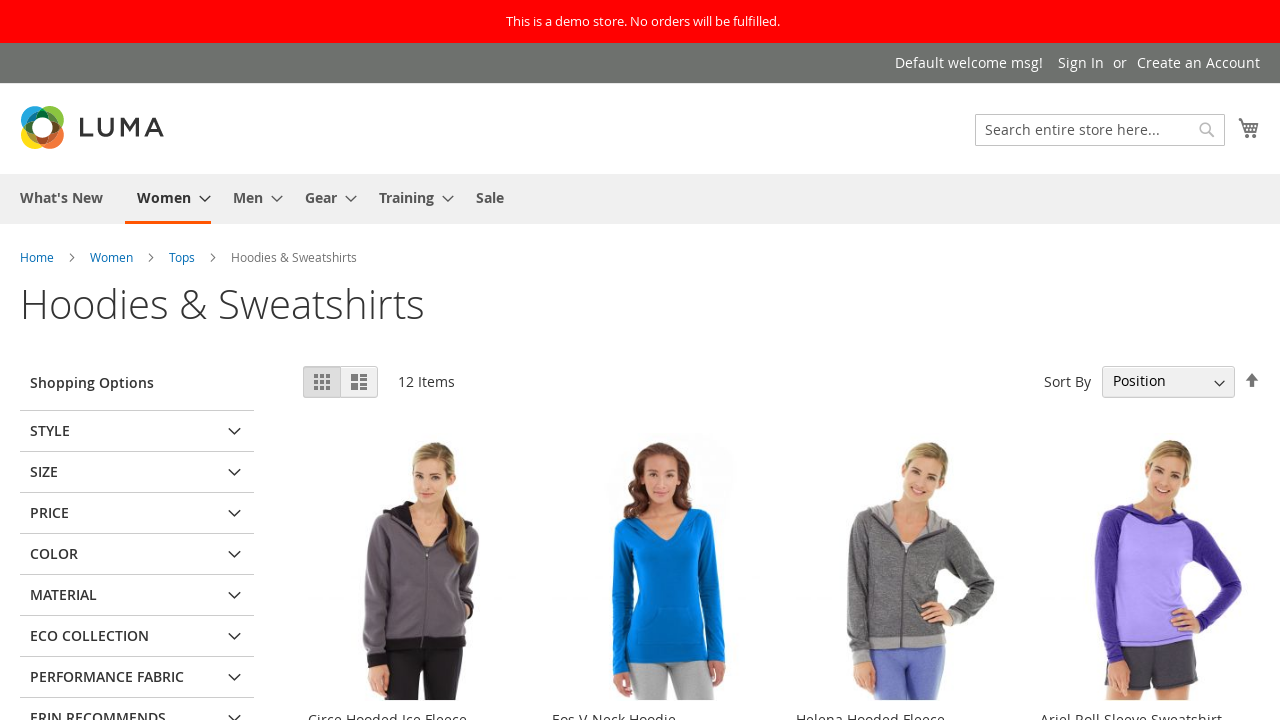 This is a demo store. No orders will be fulfilled.
Default welcome msg! Sign In or Create an Account
LUMA
Search entire store here...
What's New Women Men Gear Training Sale
Home Women Tops Hoodies & Sweatshirts
Hoodies & Sweatshirts
Shopping Options
12 Items
Sort By Position
STYLE
SIZE
PRICE
COLOR
MATERIAL
ECO COLLECTION
PERFORMANCE FABRIC
ERIN RECOMMENDS
Circe Hooded Ice Fleece
Eos V-Neck Hoodie
Helena Hooded Fleece
Ariel Roll Sleeve Sweatshirt